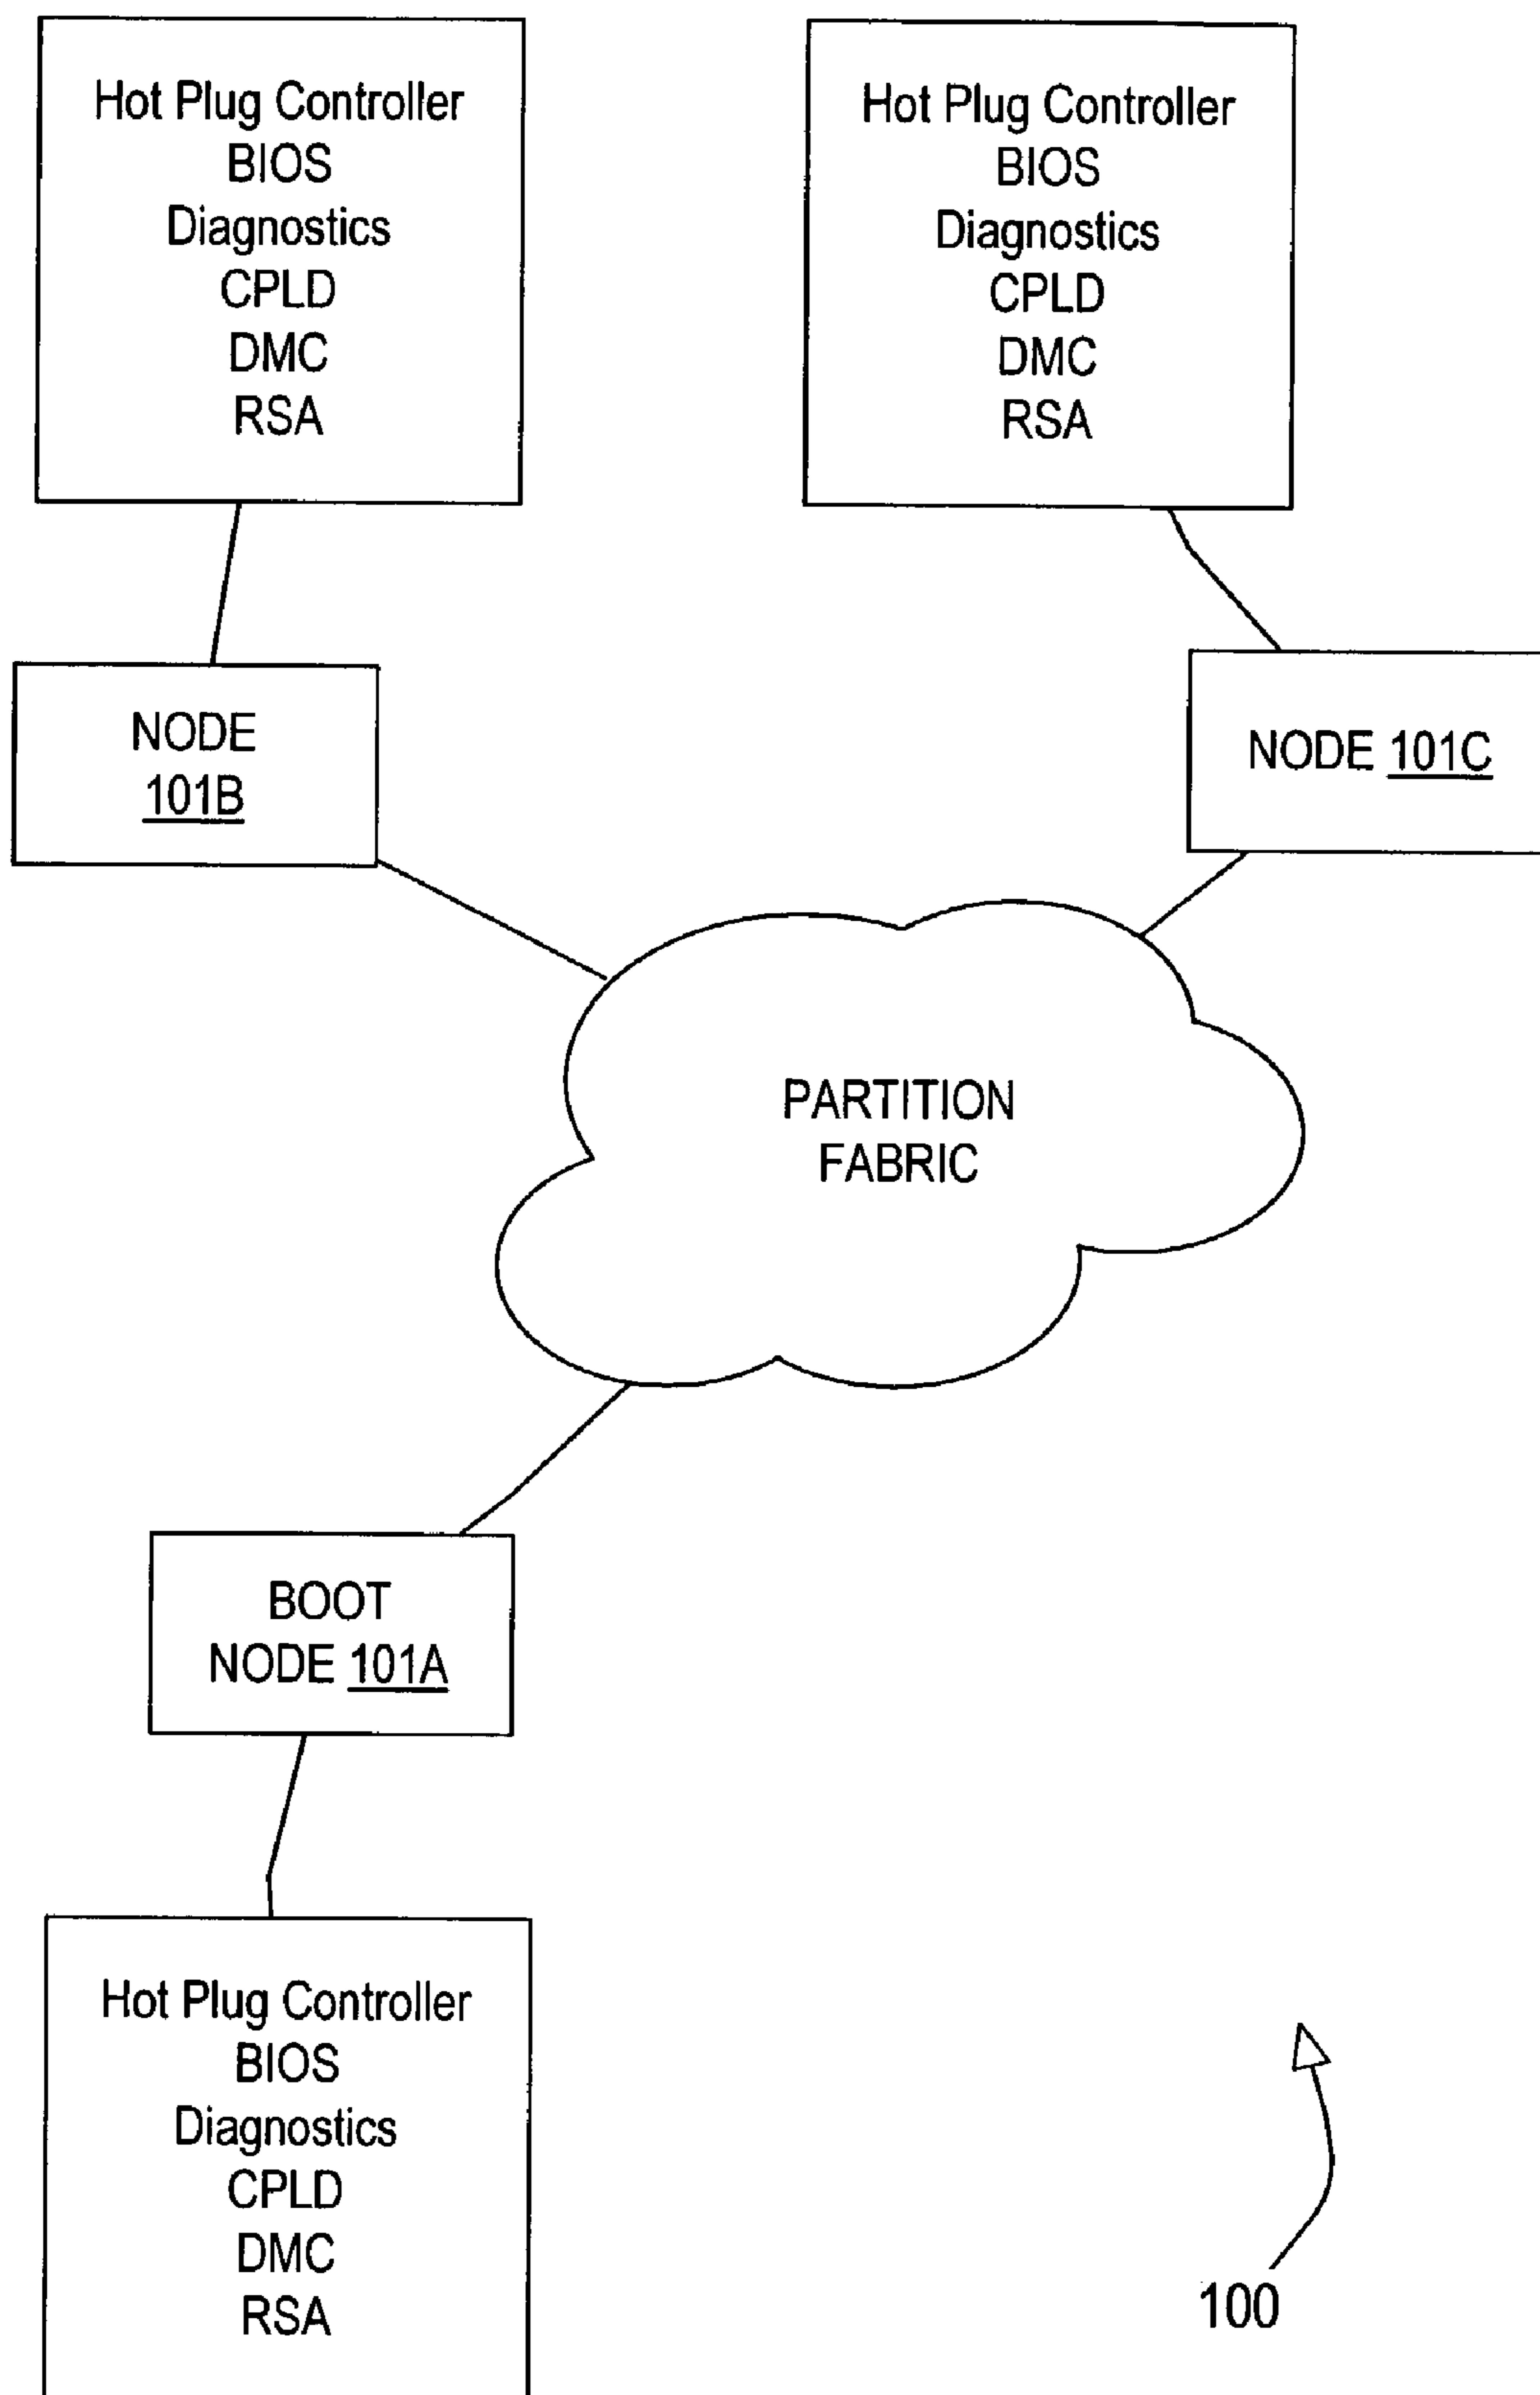 Hot Plug Controller
BIOS
Diagnostics
CPLD
DMC
RSA
Hot Plug Controller
BIOS
Diagnostics
CPLD
DMC
RSA
NODE
101B
NODE 101C
PARTITION
FABRIC
BOOT
NODE 101A
Hot Plug Controller
BIOS
Diagnostics
CPLD
DMC
RSA
100